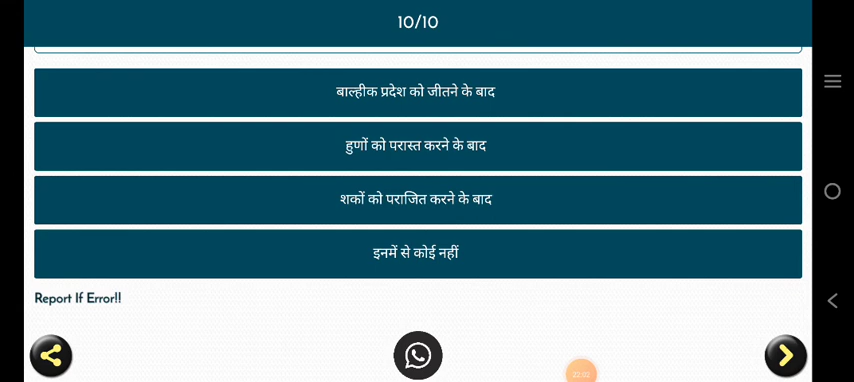 10/10
बाल्हीक प्रदेश को जीतने के बाद
हुणों को परास्त करने के बाद
शकों को पराजित करने के बाद
इनमें से कोई नहीं
Report If Error!!